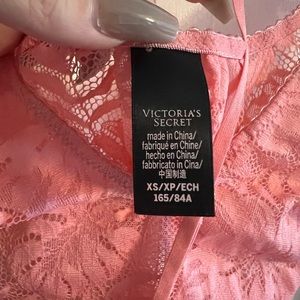 VICTORIA'S
SECRET
made in China/
fabriqué en Chine/
hecho en China/
fabbricato in Cina/
中国制造
XS/XP/ECH
165/84A